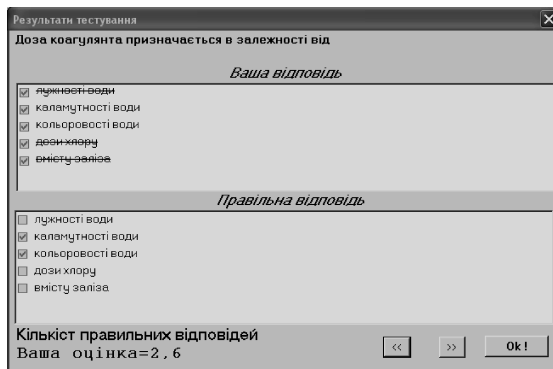 Результати тестування
Доза коагулянта призначається в залежності від
Ваша відповідь
лужності води
каламутності води
кольоровості води
дози хлору
вмісту заліза
Правільна відповідь
лужності води
каламутності води
кольоровості води
дози хлору
вмісту заліза
Кількіст правильних відповідей
Ваша оцінка=2,6
<< >> Ok!